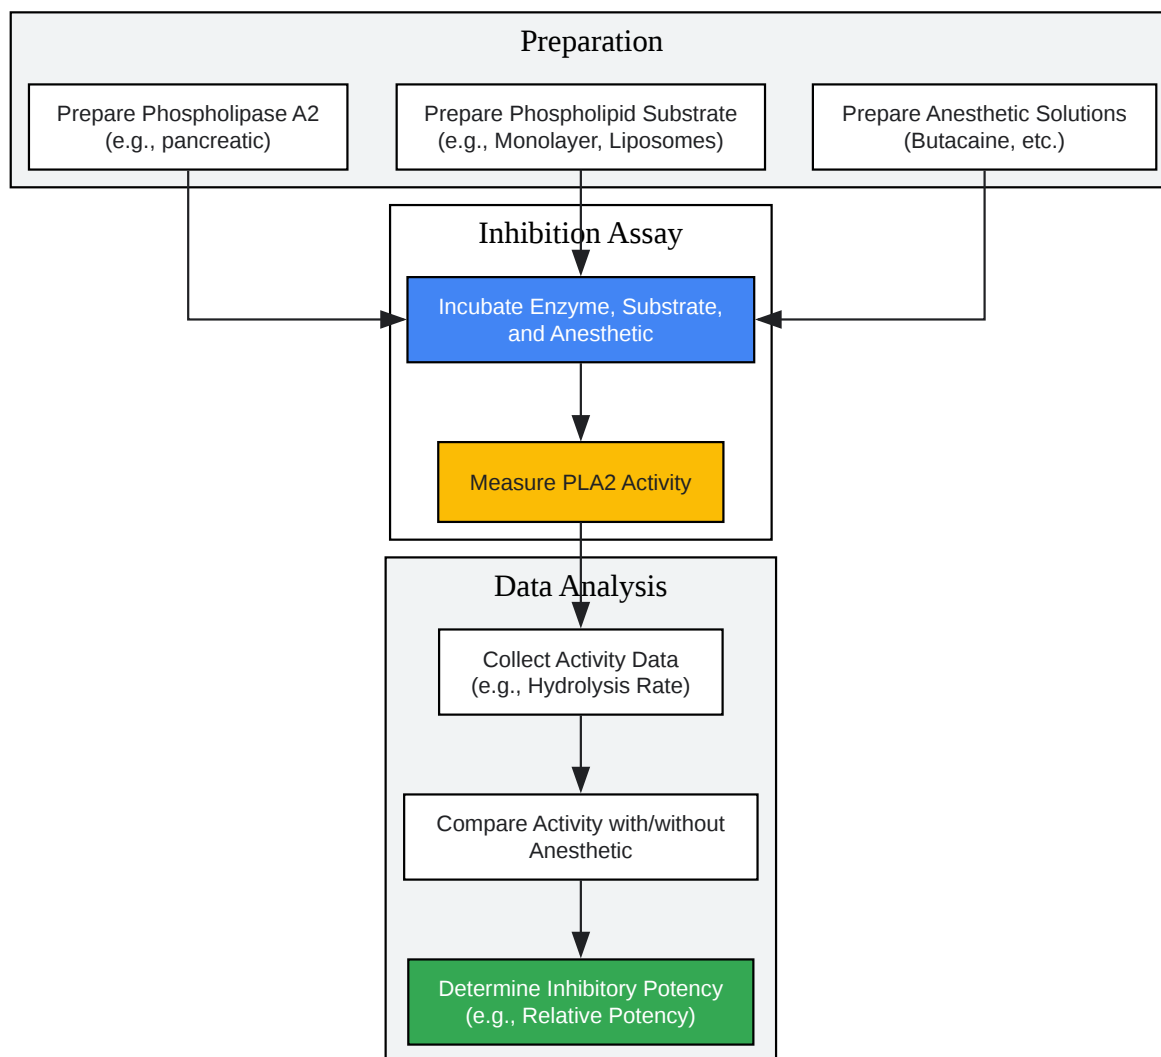 Preparation
Prepare Phospholipase A2
(e.g., pancreatic)
Prepare Phospholipid Substrate
(e.g., Monolayer, Liposomes)
Prepare Anesthetic Solutions
(Butacaine, etc.)
Inhibition Assay
Incubate Enzyme, Substrate,
and Anesthetic
Measure PLA2 Activity
Data Analysis
Collect Activity Data
(e.g., Hydrolysis Rate)
Compare Activity with/without
Anesthetic
Determine Inhibitory Potency
(e.g., Relative Potency)